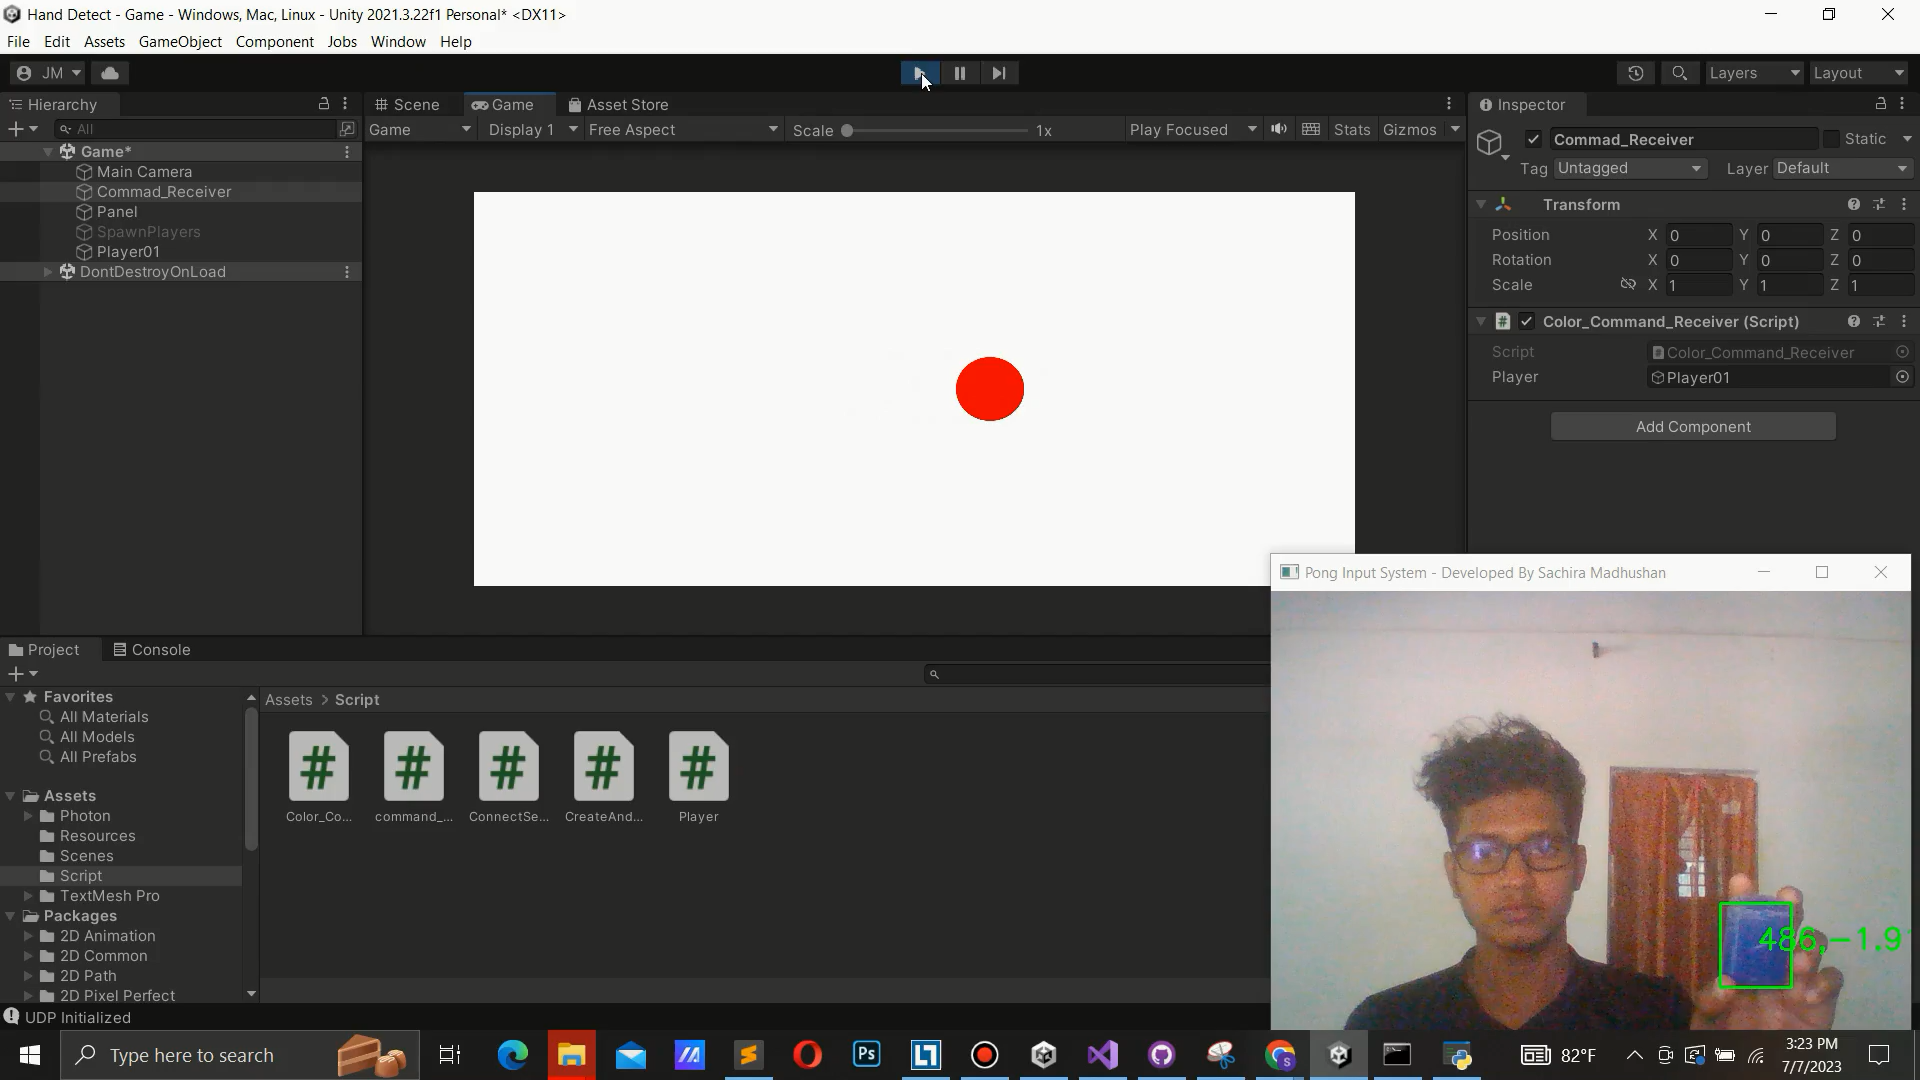 Hand Detect - Game - Windows, Mac, Linux - Unity 2021.3.22f1 Personal* <DX11>
File Edit Assets GameObject Component Jobs Window Help
JM Layers Layout
Hierarchy Scene Game Asset Store Inspector
All
Game Display 1 Free Aspect Scale 1x Play Focused Stats Gizmos
Commad_Receiver Static
Tag Untagged Layer Default
Game*
Main Camera
Commad_Receiver
Panel
SpawnPlayers
Player01
DontDestroyOnLoad
Transform
Position X 0 Y 0 Z 0
Rotation X 0 Y 0 Z 0
Scale X 1 Y 1 Z 1
Color_Command_Receiver (Script)
Script Color_Command_Receiver
Player Player01
Add Component
Pong Input System - Developed By Sachira Madhushan
486,-1.9
Project Console
Favorites
All Materials
All Models
All Prefabs
Assets
Photon
Resources
Scenes
Script
TextMesh Pro
Packages
2D Animation
2D Common
2D Path
2D Pixel Perfect
Assets > Script
Color_Co... command_... ConnectSe... CreateAnd... Player
UDP Initialized
Type here to search
Ps
82°F
3:23 PM
7/7/2023